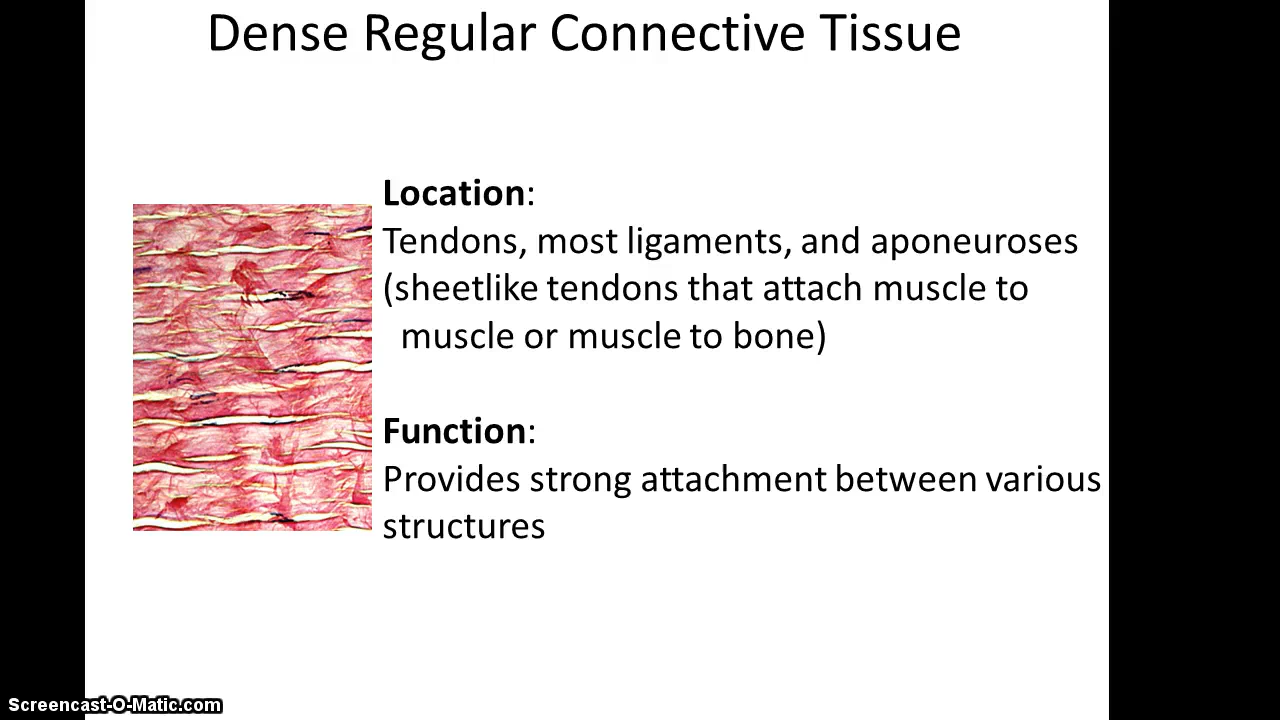 Dense Regular Connective Tissue
Location:
Tendons, most ligaments, and aponeuroses
(sheetlike tendons that attach muscle to
muscle or muscle to bone)
Function:
Provides strong attachment between various
structures
Screencast-O-Matic.com